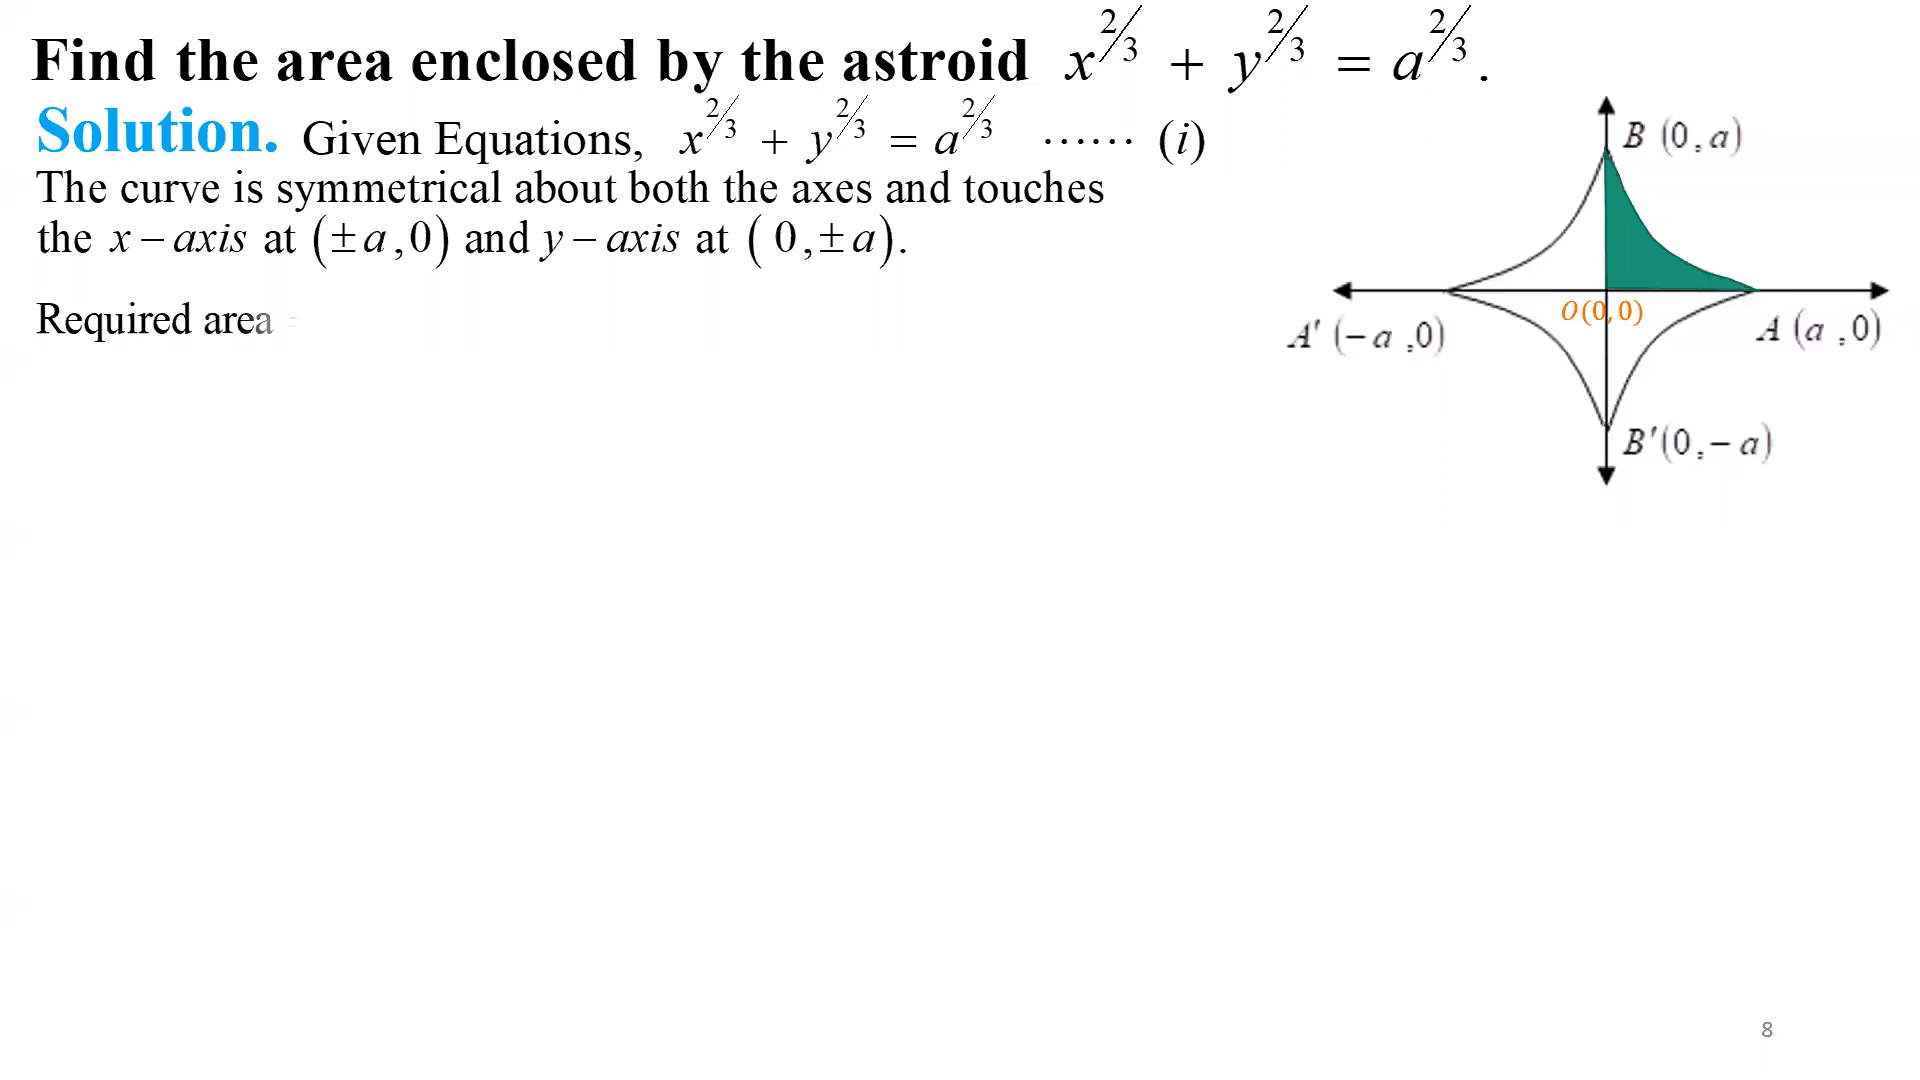 Find the area enclosed by the astroid x^{2/3} + y^{2/3} = a^{2/3}.
Solution. Given Equations, x^{2/3} + y^{2/3} = a^{2/3} ...... (i)
The curve is symmetrical about both the axes and touches
the x – axis at (±a,0) and y – axis at ( 0,±a).
Required area =
B (0,a)
O(0,0)
A' (–a ,0)
A (a ,0)
B'(0,–a)
8